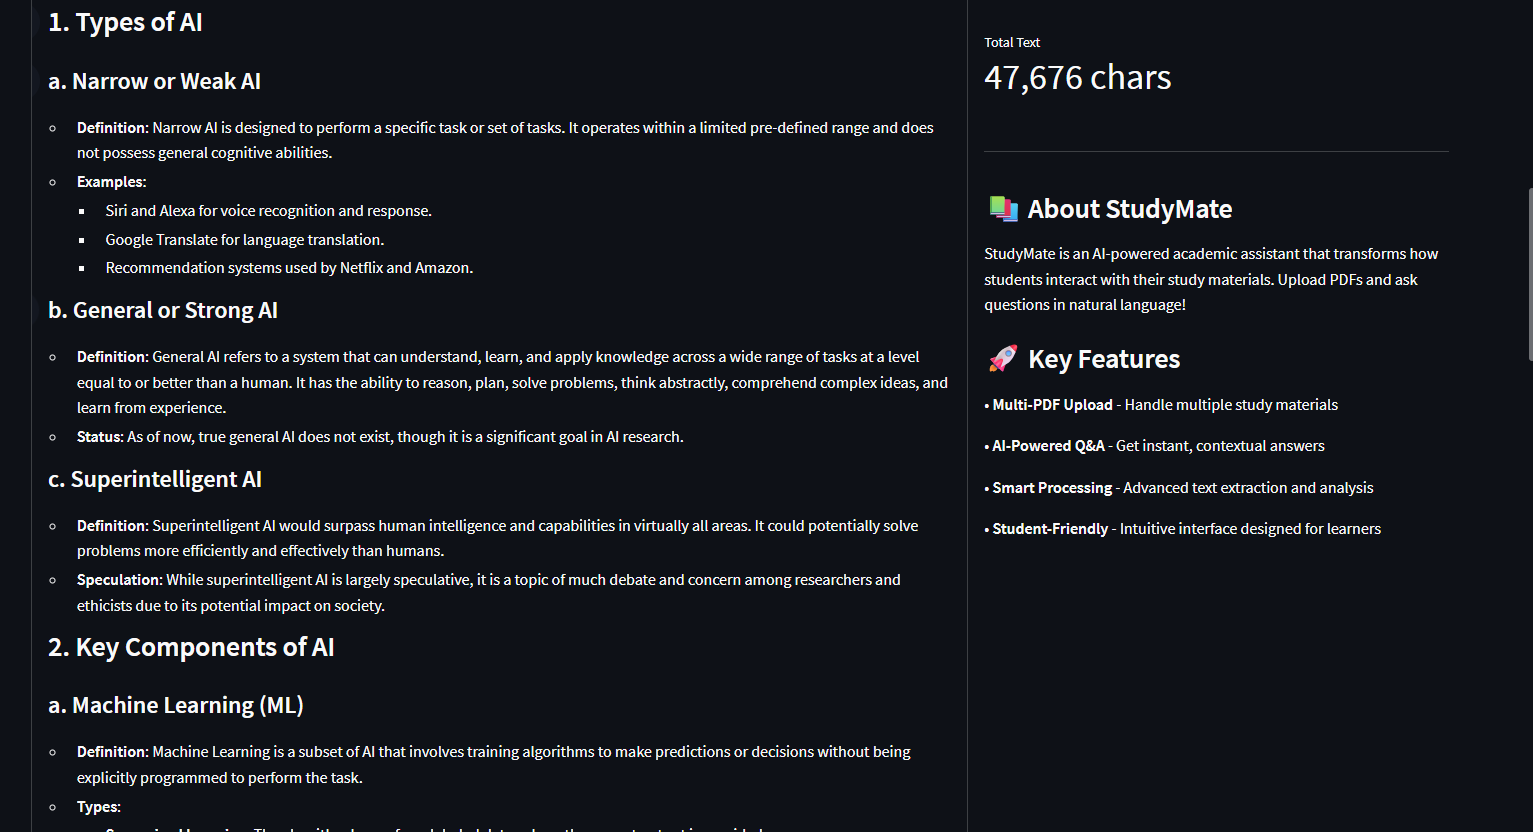 1. Types of AI
a. Narrow or Weak AI
Definition: Narrow AI is designed to perform a specific task or set of tasks. It operates within a limited pre-defined range and does
not possess general cognitive abilities.
Examples:
Siri and Alexa for voice recognition and response.
Google Translate for language translation.
Recommendation systems used by Netflix and Amazon.
b. General or Strong AI
Definition: General AI refers to a system that can understand, learn, and apply knowledge across a wide range of tasks at a level
equal to or better than a human. It has the ability to reason, plan, solve problems, think abstractly, comprehend complex ideas, and
learn from experience.
Status: As of now, true general AI does not exist, though it is a significant goal in AI research.
c. Superintelligent AI
Definition: Superintelligent AI would surpass human intelligence and capabilities in virtually all areas. It could potentially solve
problems more efficiently and effectively than humans.
Speculation: While superintelligent AI is largely speculative, it is a topic of much debate and concern among researchers and
ethicists due to its potential impact on society.
2. Key Components of AI
a. Machine Learning (ML)
Definition: Machine Learning is a subset of AI that involves training algorithms to make predictions or decisions without being
explicitly programmed to perform the task.
Types:
Total Text
47,676 chars
About StudyMate
StudyMate is an AI-powered academic assistant that transforms how
students interact with their study materials. Upload PDFs and ask
questions in natural language!
Key Features
• Multi-PDF Upload - Handle multiple study materials
• AI-Powered Q&A - Get instant, contextual answers
• Smart Processing - Advanced text extraction and analysis
• Student-Friendly - Intuitive interface designed for learners